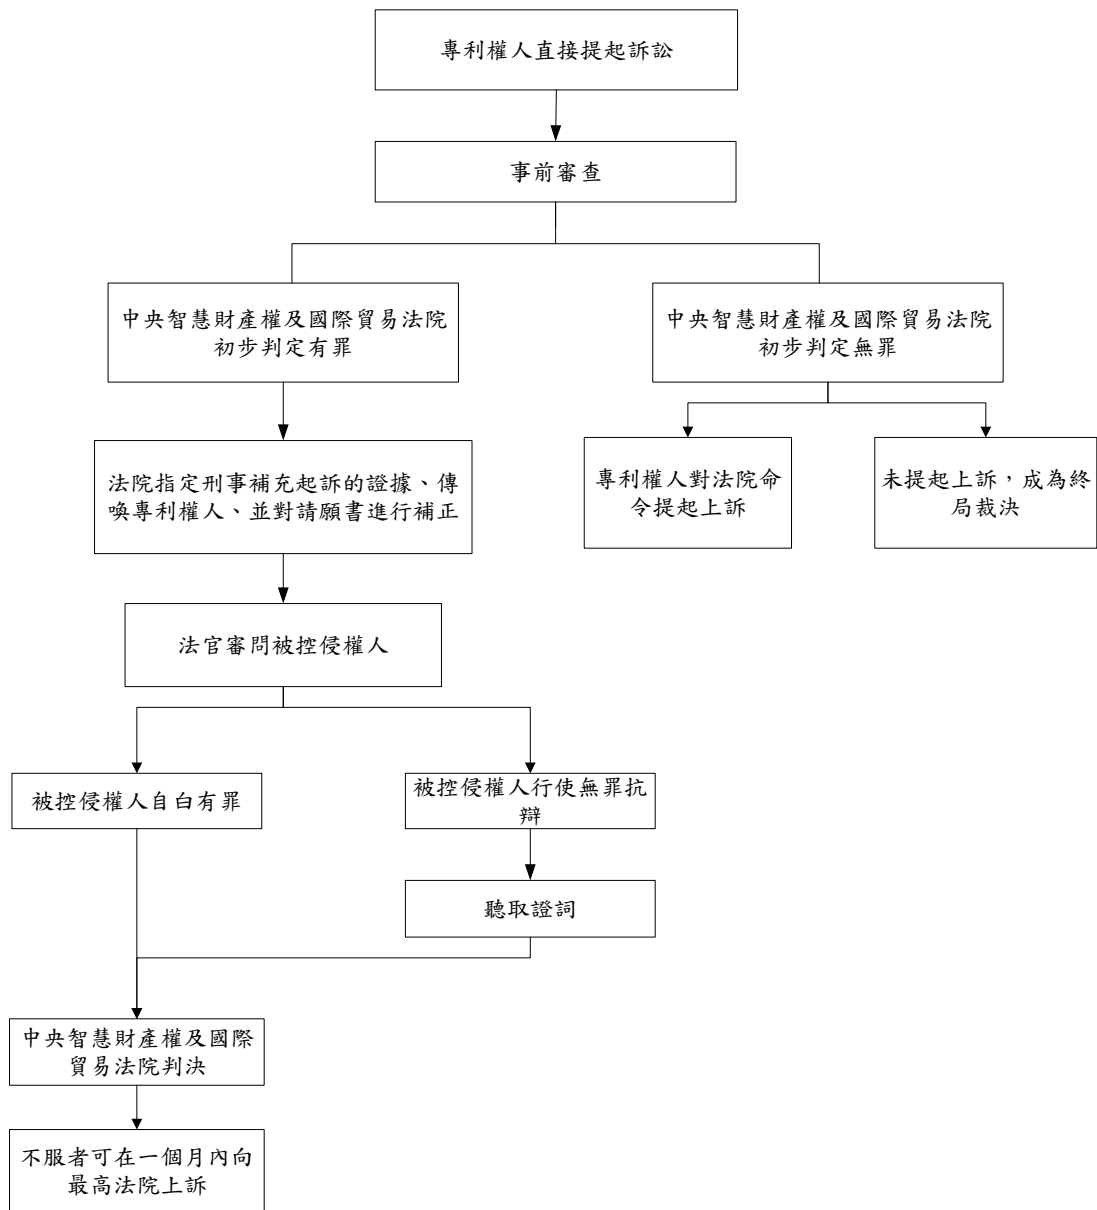 專利權人直接提起訴訟
事前審查
中央智慧財產權及國際貿易法院
初步判定有罪
中央智慧財產權及國際貿易法院
初步判定無罪
法院指定刑事補充起訴的證據、傳
喚專利權人、並對請願書進行補正
專利權人對法院命
令提起上訴
未提起上訴，成為終
局裁決
法官審問被控侵權人
被控侵權人自白有罪
被控侵權人行使無罪抗
辯
聽取證詞
中央智慧財產權及國際
貿易法院判決
不服者可在一個月內向
最高法院上訴